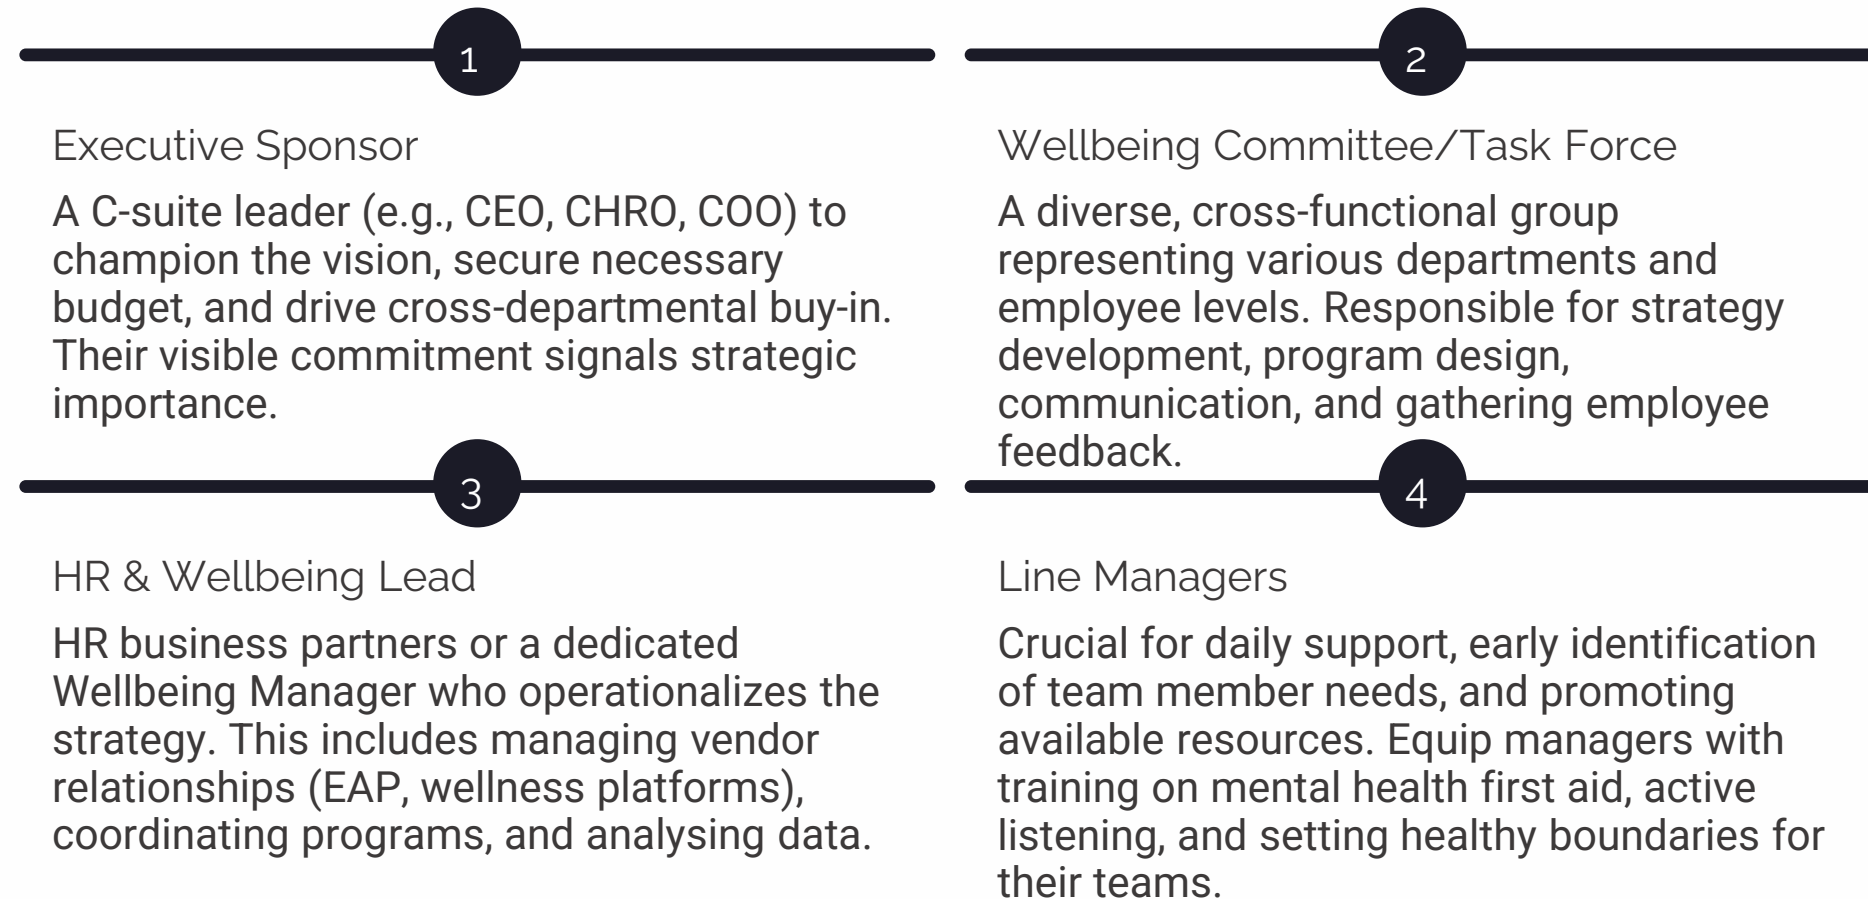 1
Executive Sponsor
A C-suite leader (e.g., CEO, CHRO, COO) to
champion the vision, secure necessary
budget, and drive cross-departmental buy-in.
Their visible commitment signals strategic
importance.
2
Wellbeing Committee/Task Force
A diverse, cross-functional group
representing various departments and
employee levels. Responsible for strategy
development, program design,
communication, and gathering employee
feedback.
3
HR & Wellbeing Lead
HR business partners or a dedicated
Wellbeing Manager who operationalizes the
strategy. This includes managing vendor
relationships (EAP, wellness platforms),
coordinating programs, and analysing data.
4
Line Managers
Crucial for daily support, early identification
of team member needs, and promoting
available resources. Equip managers with
training on mental health first aid, active
listening, and setting healthy boundaries for
their teams.